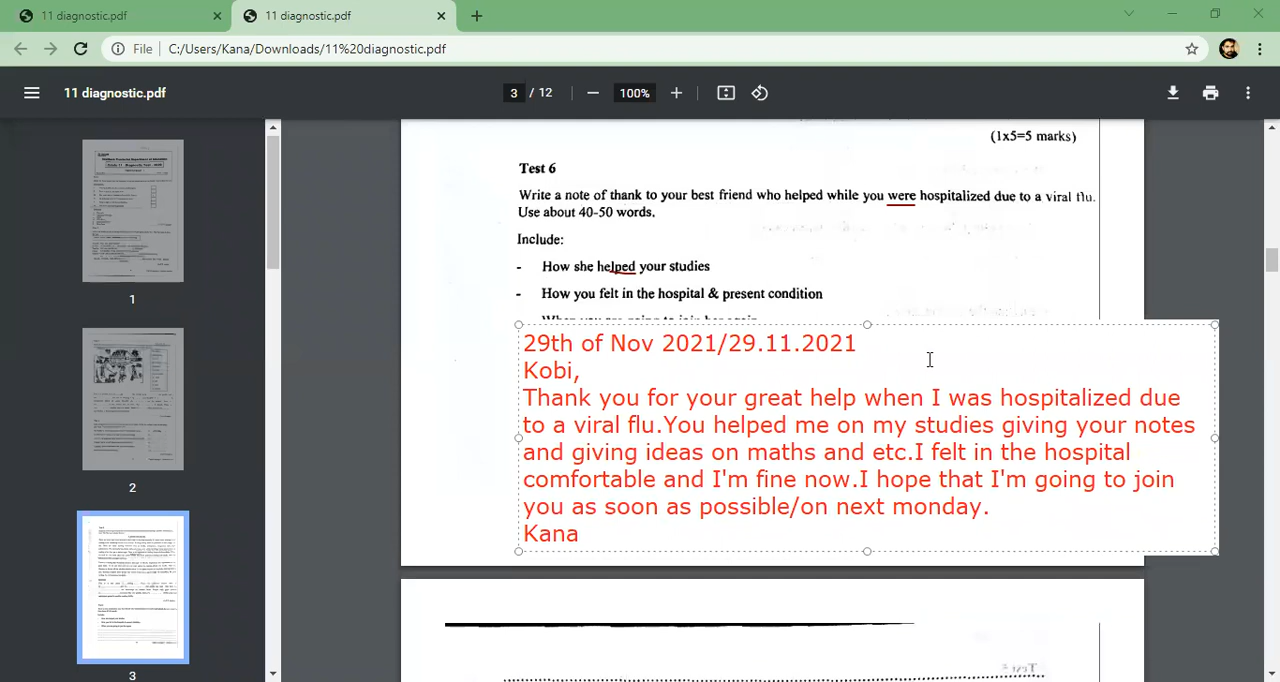 11 diagnostic.pdf
11 diagnostic.pdf
File
C:/Users/Kana/Downloads/11%20diagnostic.pdf
11 diagnostic.pdf
3 / 12
100%
1
2
3
(1x5=5 marks)
Test 6
Write a note of thank to your best friend who helped while you were hospitalized due to a viral flu.
Use about 40-50 words.
Include:
- How she helped your studies
- How you felt in the hospital & present condition
29th of Nov 2021/29.11.2021
Kobi,
Thank you for your great help when I was hospitalized due
to a viral flu.You helped me on my studies giving your notes
and giving ideas on maths and etc.I felt in the hospital
comfortable and I'm fine now.I hope that I'm going to join
you as soon as possible/on next monday.
Kana